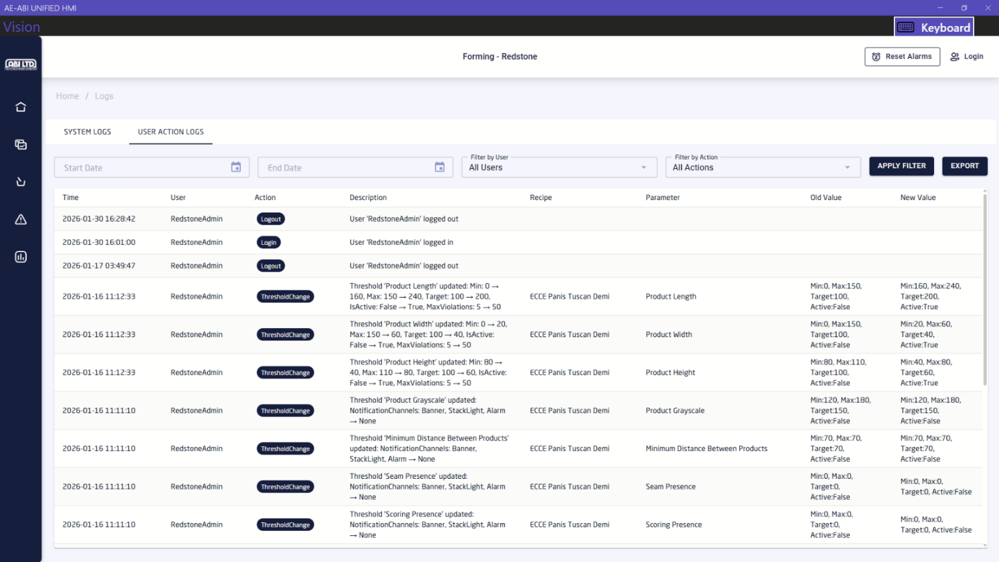 AE-ABI UNIFIED HMI
Vision
Keyboard
ABI LTD.
Forming - Redstone
Reset Alarms
Login
Home / Logs
SYSTEM LOGS
USER ACTION LOGS
Start Date
End Date
Filter by User
All Users
Filter by Action
All Actions
APPLY FILTER
EXPORT
Time User Action Description Recipe Parameter Old Value New Value
2026-01-30 16:28:42 RedstoneAdmin Logout User 'RedstoneAdmin' logged out
2026-01-30 16:01:00 RedstoneAdmin Login User 'RedstoneAdmin' logged in
2026-01-17 03:49:47 RedstoneAdmin Logout User 'RedstoneAdmin' logged out
2026-01-16 11:12:33 RedstoneAdmin ThresholdChange
Threshold 'Product Length' updated: Min: 0 →
160, Max: 150 → 240, Target: 100 → 200,
IsActive: False → True, MaxViolations: 5 → 50
ECCE Panis Tuscan Demi
Product Length
Min:0, Max:150,
Target:100,
Active:False
Min:160, Max:240,
Target:200,
Active:True
2026-01-16 11:12:33 RedstoneAdmin ThresholdChange
Threshold 'Product Width' updated: Min: 0 → 20,
Max: 150 → 60, Target: 100 → 40, IsActive:
False → True, MaxViolations: 5 → 50
ECCE Panis Tuscan Demi
Product Width
Min:0, Max:150,
Target:100,
Active:False
Min:20, Max:60,
Target:40,
Active:True
2026-01-16 11:12:33 RedstoneAdmin ThresholdChange
Threshold 'Product Height' updated: Min: 80 →
40, Max: 110 → 80, Target: 100 → 60, IsActive:
False → True, MaxViolations: 5 → 50
ECCE Panis Tuscan Demi
Product Height
Min:80, Max:110,
Target:100,
Active:False
Min:40, Max:80,
Target:60,
Active:True
2026-01-16 11:11:10 RedstoneAdmin ThresholdChange
Threshold 'Product Grayscale' updated:
NotificationChannels: Banner, StackLight, Alarm
→ None
ECCE Panis Tuscan Demi
Product Grayscale
Min:120, Max:180,
Target:150,
Active:False
Min:120, Max:180,
Target:150,
Active:False
2026-01-16 11:11:10 RedstoneAdmin ThresholdChange
Threshold 'Minimum Distance Between Products'
updated: NotificationChannels: Banner,
StackLight, Alarm → None
ECCE Panis Tuscan Demi
Minimum Distance Between Products
Min:70, Max:70,
Target:70,
Active:False
Min:70, Max:70,
Target:70,
Active:False
2026-01-16 11:11:10 RedstoneAdmin ThresholdChange
Threshold 'Seam Presence' updated:
NotificationChannels: Banner, StackLight, Alarm
→ None
ECCE Panis Tuscan Demi
Seam Presence
Min:0, Max:0,
Target:0,
Active:False
Min:0, Max:0,
Target:0, Active:False
2026-01-16 11:11:10 RedstoneAdmin ThresholdChange
Threshold 'Scoring Presence' updated:
NotificationChannels: Banner, StackLight, Alarm
→ None
ECCE Panis Tuscan Demi
Scoring Presence
Min:0, Max:0,
Target:0,
Active:False
Min:0, Max:0,
Target:0, Active:False